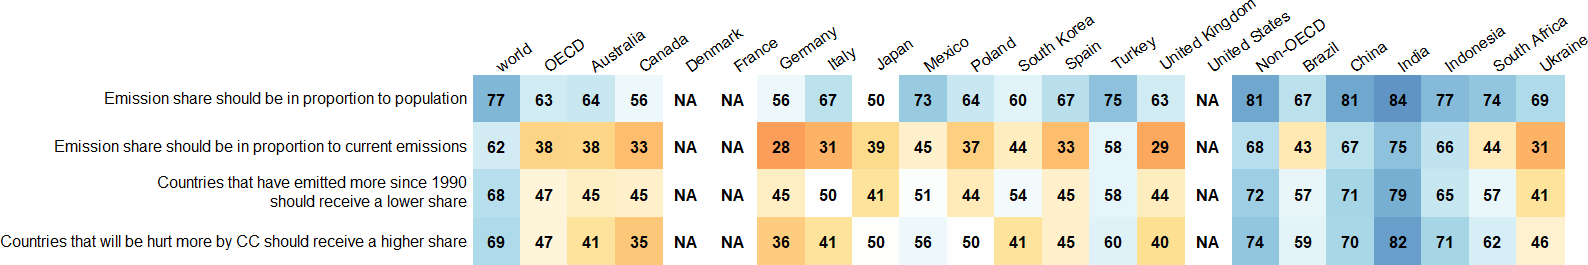 world OECD Australia Canada Denmark France Germany Italy Japan Mexico Poland South Korea Spain Turkey United Kingdom United States Non-OECD Brazil China India Indonesia South Africa Ukraine
Emission share should be in proportion to population 77 63 64 56 NA NA 56 67 50 73 64 60 67 75 63 NA 81 67 81 84 77 74 69
Emission share should be in proportion to current emissions 62 38 38 33 NA NA 28 31 39 45 37 44 33 58 29 NA 68 43 67 75 66 44 31
Countries that have emitted more since 1990
should receive a lower share 68 47 45 45 NA NA 45 50 41 51 44 54 45 58 44 NA 72 57 71 79 65 57 41
Countries that will be hurt more by CC should receive a higher share 69 47 41 35 NA NA 36 41 50 56 50 41 45 60 40 NA 74 59 70 82 71 62 46